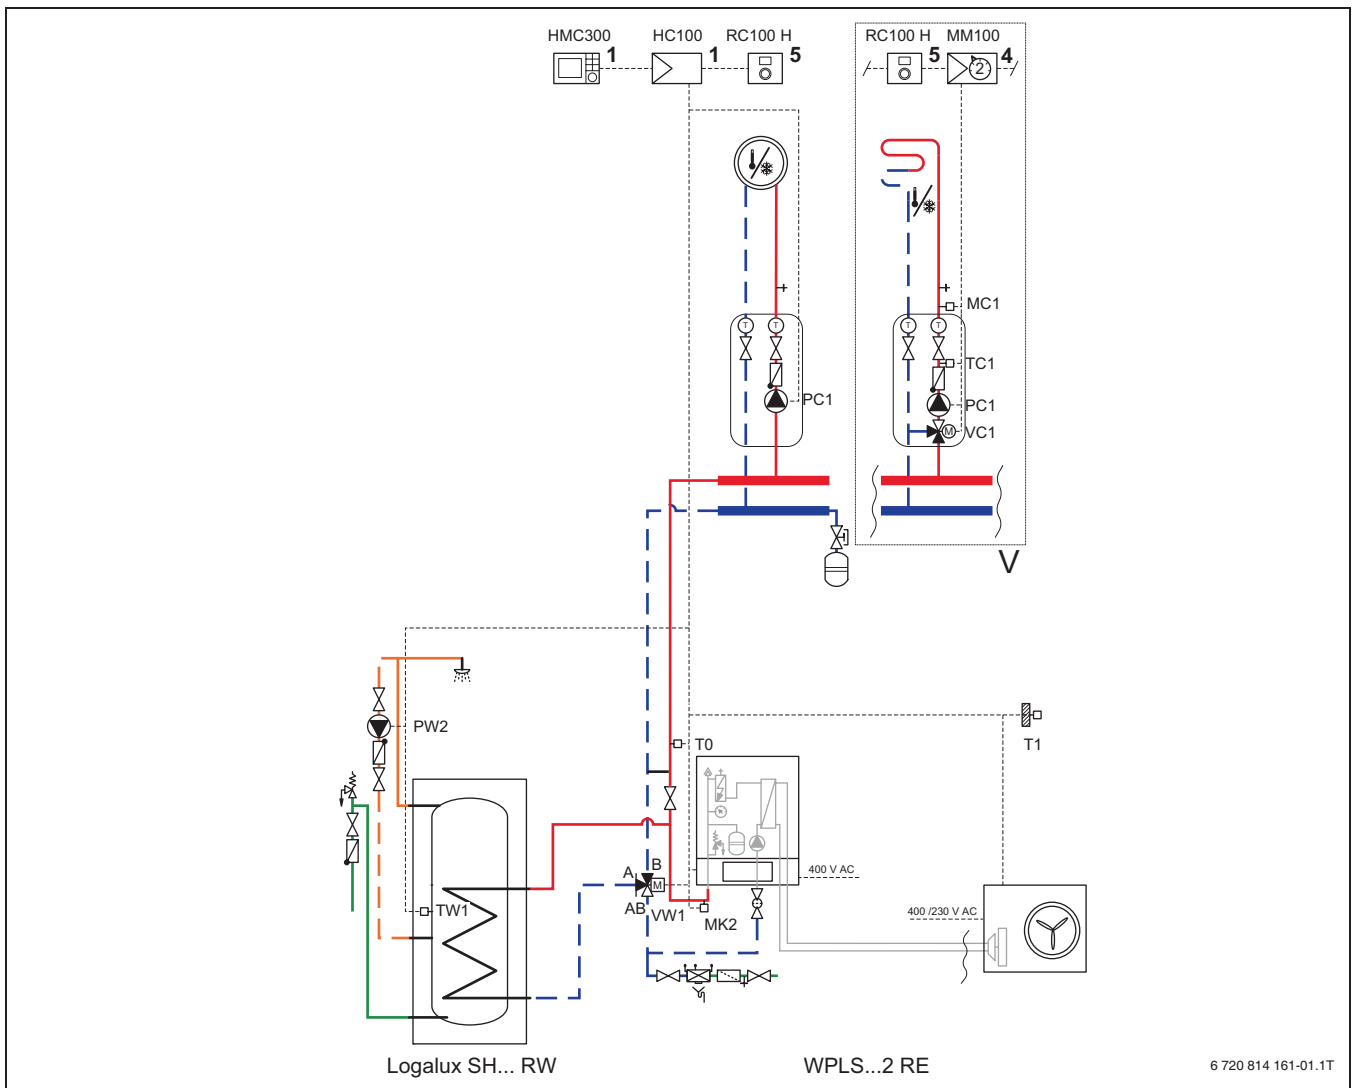 HMC300 HC100 RC100 H RC100 H MM100
1 1 5 5 2 4
MC1
T T T T
TC1
PC1 PC1
M VC1
V
PW2 T0 T1
B
A M
400 V AC
AB VW1 MK2
TW1
400 /230 V AC
Logalux SH... RW WPLS...2 RE 6 720 814 161-01.1T